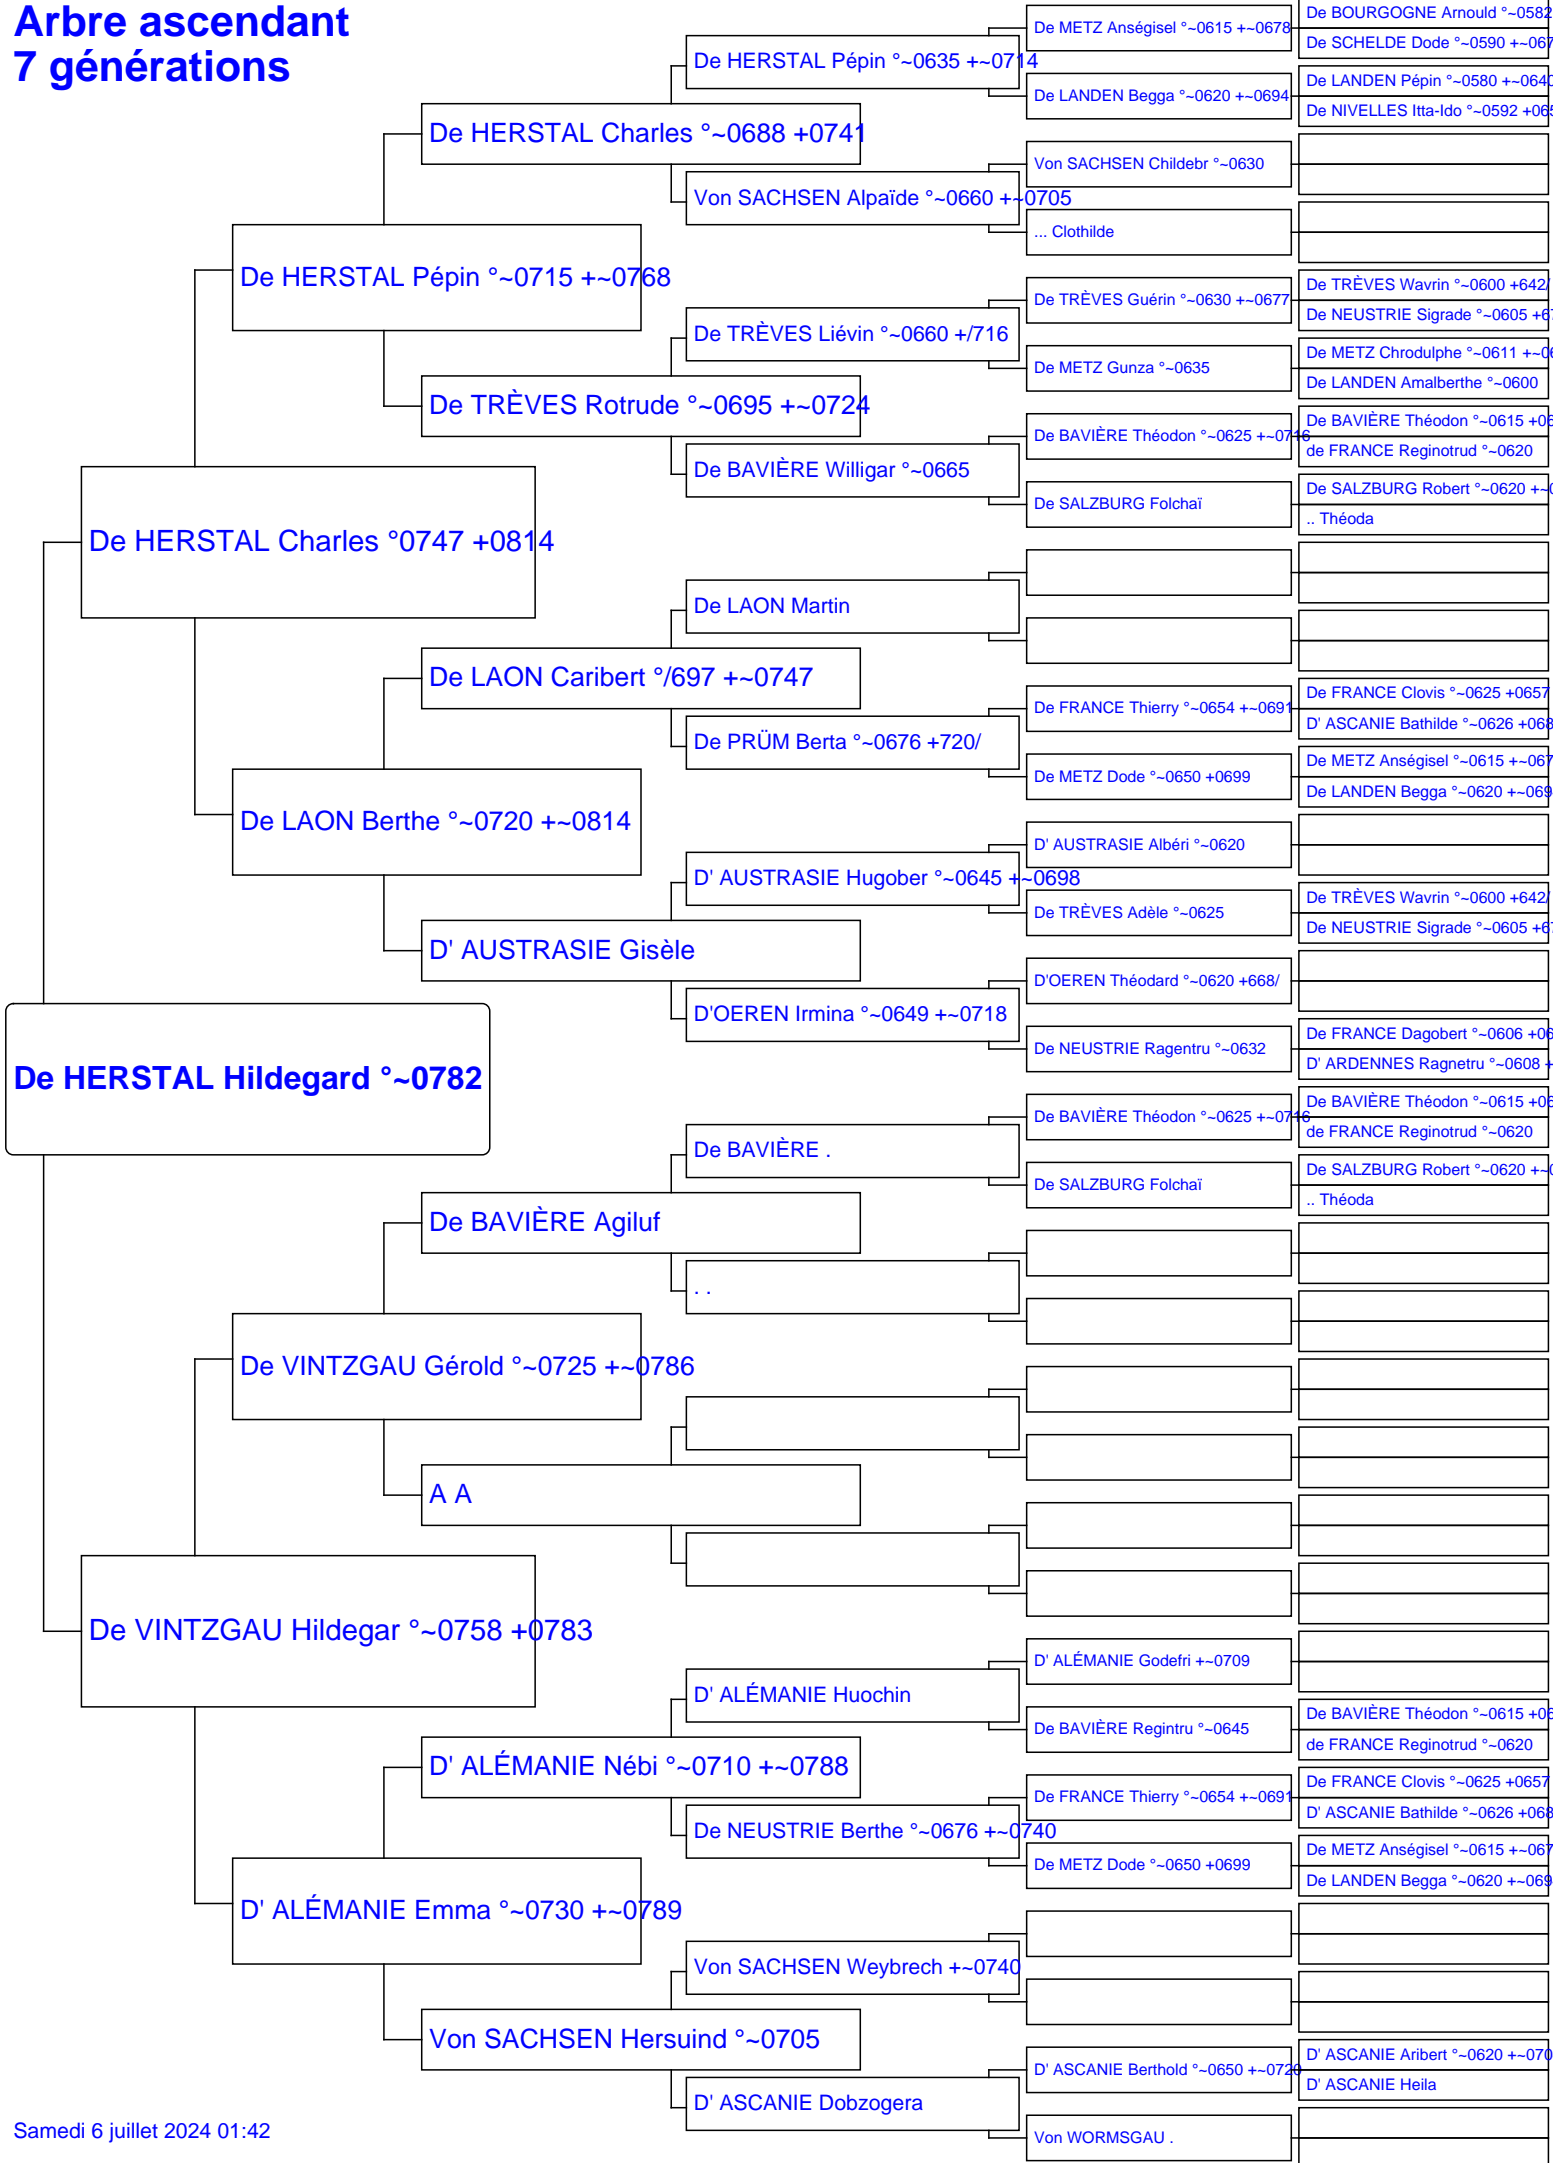 Arbre ascendant
7 générations
De HERSTAL Hildegard °~0782
De HERSTAL Charles °0747 +0814
De VINTZGAU Hildegar °~0758 +0783
De HERSTAL Pépin °~0715 +~0768
De LAON Berthe °~0720 +~0814
De VINTZGAU Gérold °~0725 +~0786
D' ALÉMANIE Emma °~0730 +~0789
De HERSTAL Charles °~0688 +0741
De TRÈVES Rotrude °~0695 +~0724
De LAON Caribert °/697 +~0747
D' AUSTRASIE Gisèle
De BAVIÈRE Agiluf
A A
D' ALÉMANIE Nébi °~0710 +~0788
Von SACHSEN Hersuind °~0705
De HERSTAL Pépin °~0635 +~0714
Von SACHSEN Alpaïde °~0660 +~0705
De TRÈVES Liévin °~0660 +/716
De BAVIÈRE Willigar °~0665
De LAON Martin
De PRÜM Berta °~0676 +720/
D' AUSTRASIE Hugober °~0645 +~0698
D'OEREN Irmina °~0649 +~0718
De BAVIÈRE .
. .
D' ALÉMANIE Huochin
De NEUSTRIE Berthe °~0676 +~0740
Von SACHSEN Weybrech +~0740
D' ASCANIE Dobzogera
De METZ Anségisel °~0615 +~0678
De LANDEN Begga °~0620 +~0694
Von SACHSEN Childebr °~0630
... Clothilde
De TRÈVES Guérin °~0630 +~0677
De METZ Gunza °~0635
De BAVIÈRE Théodon °~0625 +~0716
De SALZBURG Folchaï
De FRANCE Thierry °~0654 +~0691
De METZ Dode °~0650 +0699
D' AUSTRASIE Albéri °~0620
De TRÈVES Adèle °~0625
D'OEREN Théodard °~0620 +668/
De NEUSTRIE Ragentru °~0632
De BAVIÈRE Théodon °~0625 +~0716
De SALZBURG Folchaï
D' ALÉMANIE Godefri +~0709
De BAVIÈRE Regintru °~0645
De FRANCE Thierry °~0654 +~0691
De METZ Dode °~0650 +0699
D' ASCANIE Berthold °~0650 +~0720
Von WORMSGAU .
De BOURGOGNE Arnould °~0582
De SCHELDE Dode °~0590 +~067
De LANDEN Pépin °~0580 +~0640
De NIVELLES Itta-Ido °~0592 +065
De TRÈVES Wavrin °~0600 +642/
De NEUSTRIE Sigrade °~0605 +67
De METZ Chrodulphe °~0611 +~06
De LANDEN Amalberthe °~0600
De BAVIÈRE Théodon °~0615 +06
de FRANCE Reginotrud °~0620
De SALZBURG Robert °~0620 +~0
.. Théoda
De FRANCE Clovis °~0625 +0657
D' ASCANIE Bathilde °~0626 +068
De METZ Anségisel °~0615 +~067
De LANDEN Begga °~0620 +~069
De TRÈVES Wavrin °~0600 +642/
De NEUSTRIE Sigrade °~0605 +67
De FRANCE Dagobert °~0606 +06
D' ARDENNES Ragnetru °~0608 +
De BAVIÈRE Théodon °~0615 +06
de FRANCE Reginotrud °~0620
De SALZBURG Robert °~0620 +~0
.. Théoda
De BAVIÈRE Théodon °~0615 +06
de FRANCE Reginotrud °~0620
De FRANCE Clovis °~0625 +0657
D' ASCANIE Bathilde °~0626 +068
De METZ Anségisel °~0615 +~067
De LANDEN Begga °~0620 +~069
D' ASCANIE Aribert °~0620 +~070
D' ASCANIE Heila
Samedi 6 juillet 2024 01:42